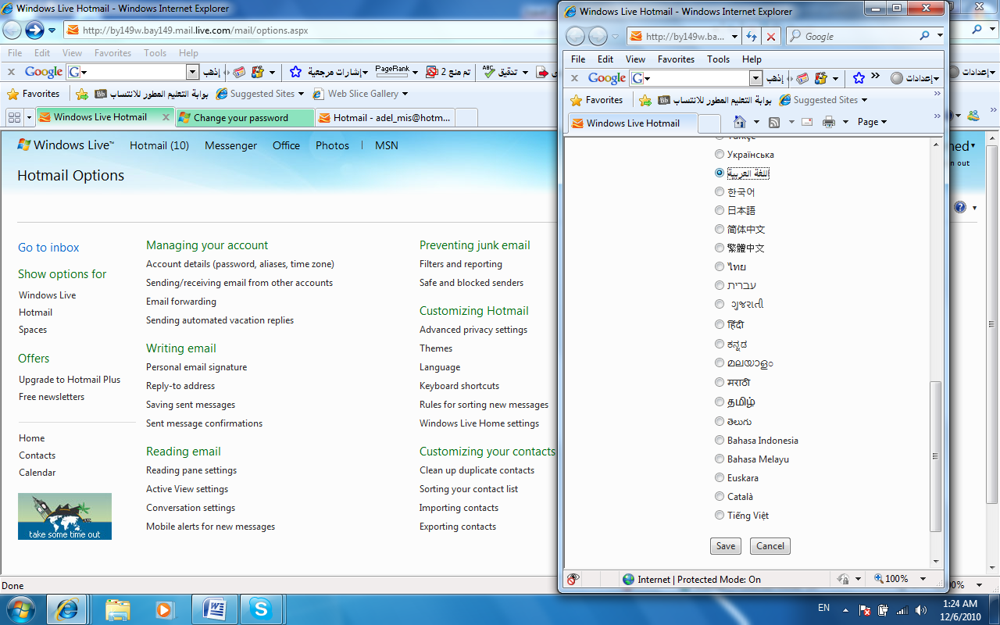 Windows Live Hotmail - Windows Internet Explorer
http://by149w.bay149.mail.live.com/mail/options.aspx
File Edit View Favorites Tools Help
Google إذهب إشارات مرجعية PageRank تم منع 2 تدقيق إعدادات
Favorites بوابة التعليم المطور للانتساب Suggested Sites Web Slice Gallery
Windows Live Hotmail Change your password Hotmail - adel_mis@hotm...
Windows Live™ Hotmail (10) Messenger Office Photos MSN
Hotmail Options
Go to inbox
Show options for
Windows Live
Hotmail
Spaces
Offers
Upgrade to Hotmail Plus
Free newsletters
Home
Contacts
Calendar
take some time out
Managing your account
Account details (password, aliases, time zone)
Sending/receiving email from other accounts
Email forwarding
Sending automated vacation replies
Writing email
Personal email signature
Reply-to address
Saving sent messages
Sent message confirmations
Reading email
Reading pane settings
Active View settings
Conversation settings
Mobile alerts for new messages
Preventing junk email
Filters and reporting
Safe and blocked senders
Customizing Hotmail
Advanced privacy settings
Themes
Language
Keyboard shortcuts
Rules for sorting new messages
Windows Live Home settings
Customizing your contacts
Clean up duplicate contacts
Sorting your contact list
Importing contacts
Exporting contacts
Done
Windows Live Hotmail - Windows Internet Explorer
http://by149w.ba... Google
File Edit View Favorites Tools Help
Google إذهب إعدادات
Favorites بوابة التعليم المطور للانتساب Suggested Sites
Windows Live Hotmail Page
Türkçe
Українська
اللغة العربية
한국어
日本語
简体中文
繁體中文
ไทย
עברית
ગુજરાતી
हिंदी
ಕನ್ನಡ
മലയാളം
मराठी
தமிழ்
తెలుగు
Bahasa Indonesia
Bahasa Melayu
Euskara
Català
Tiếng Việt
Save Cancel
Internet | Protected Mode: On 100%
EN 1:24 AM
12/6/2010